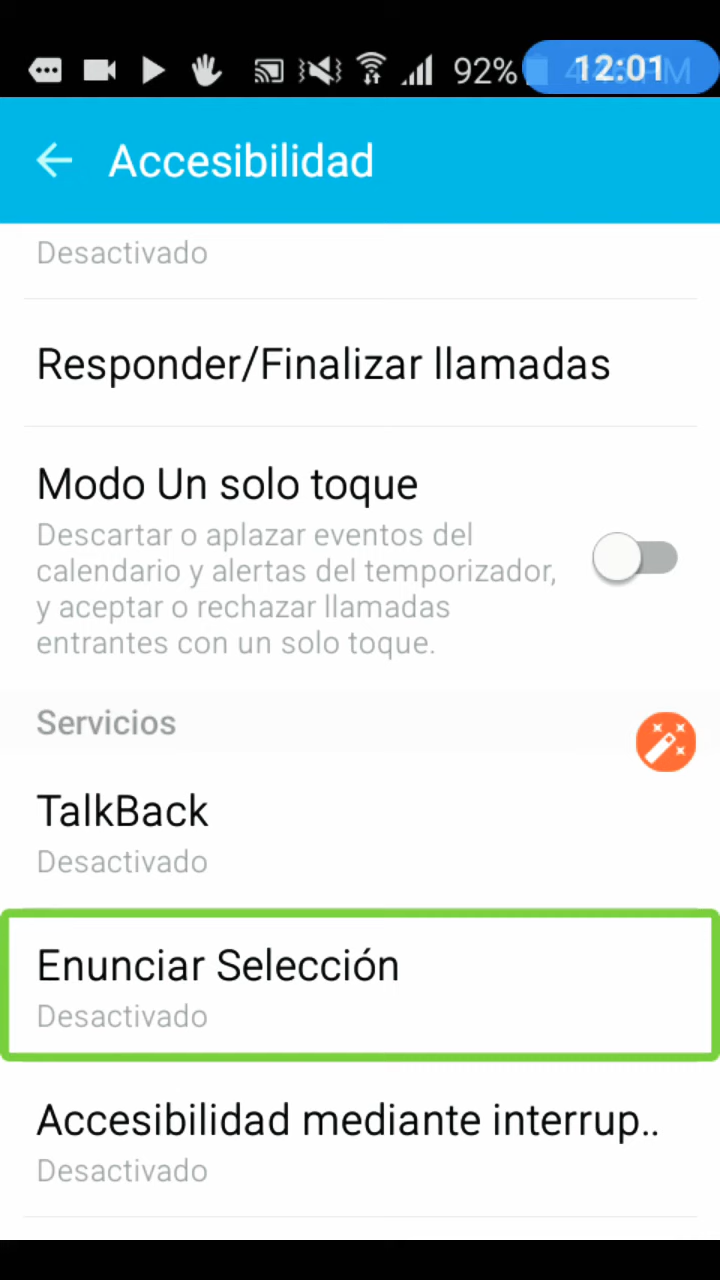 92% 12:01
Accesibilidad
Desactivado
Responder/Finalizar llamadas
Modo Un solo toque
Descartar o aplazar eventos del
calendario y alertas del temporizador,
y aceptar o rechazar llamadas
entrantes con un solo toque.
Servicios
TalkBack
Desactivado
Enunciar Selección
Desactivado
Accesibilidad mediante interrup..
Desactivado